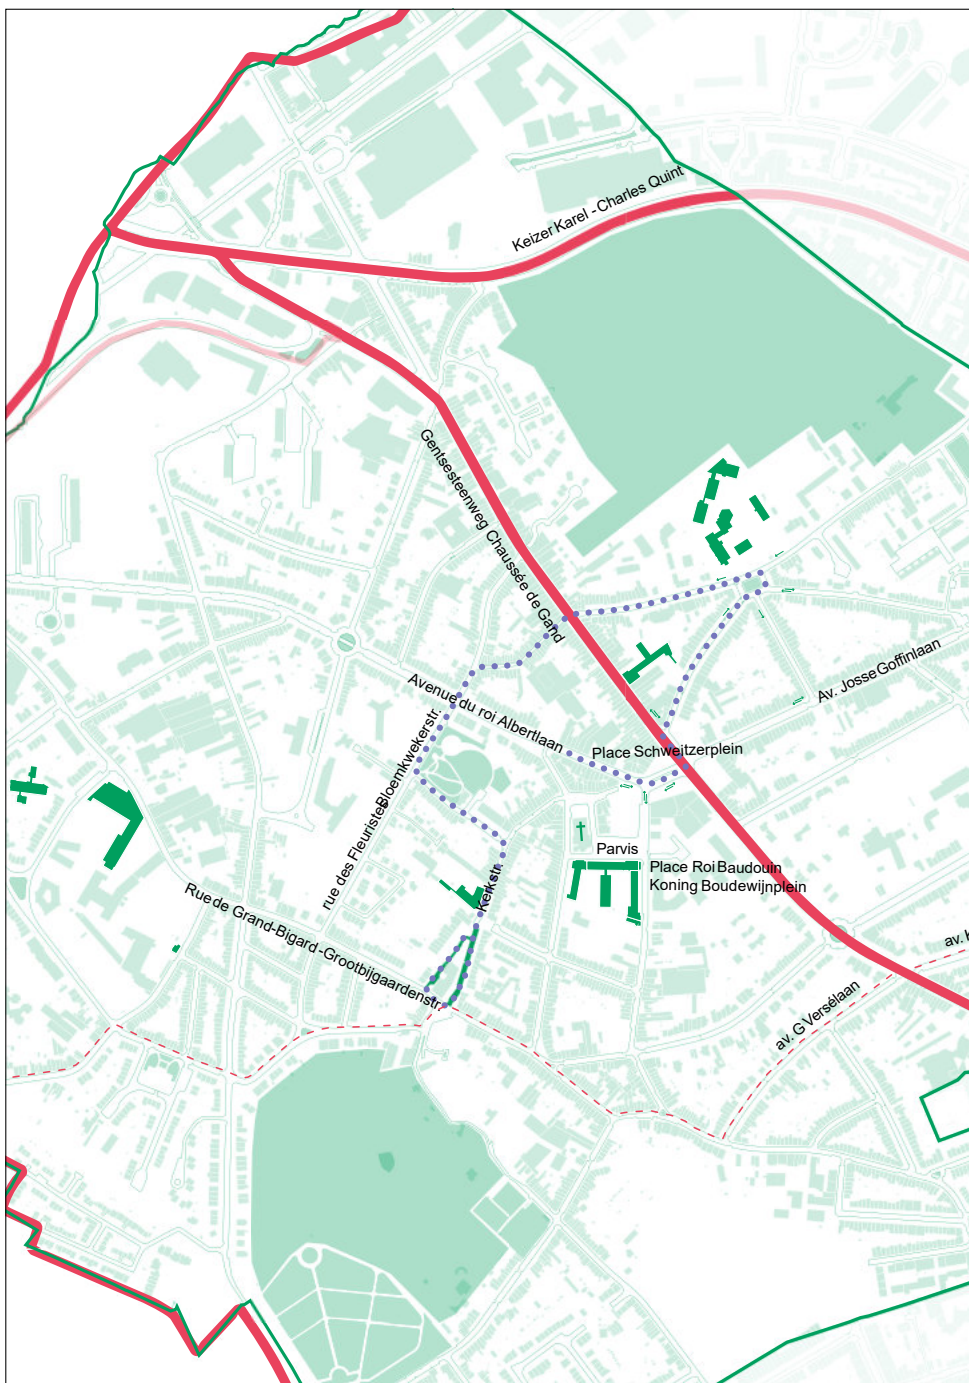 Keizer Karel - Charles Quint
Gentsesteenweg Chaussée de Gand
Av. Josse Goffinlaan
Avenue du roi Albertlaan
Place Schweitzerplein
rue des Fleuristes
Bloemkwekerstr.
Parvis
Place Roi Baudouin
Koning Boudewijnplein
Kerkstr.
Rue de Grand-Bigard - Grootbijgaardenstr.
av. G Versélaan
av.